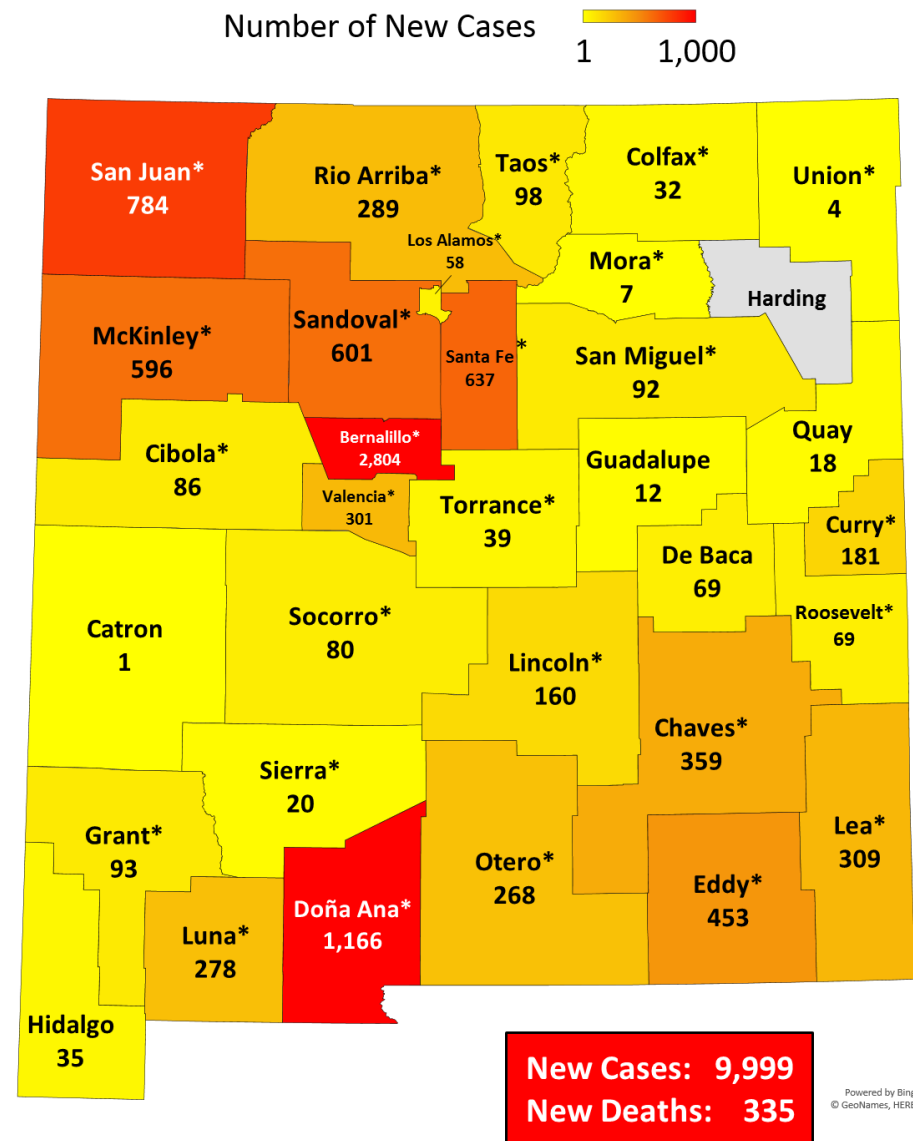 Number of New Cases
1 1,000
San Juan*
784
Rio Arriba*
289
Taos*
98
Colfax*
32
Union*
4
Los Alamos*
58
Mora*
7
Harding
McKinley*
596
Sandoval*
601
Santa Fe*
637
San Miguel*
92
Bernalillo*
2,804
Cibola*
86
Valencia*
301
Torrance*
39
Guadalupe
12
Quay
18
Curry*
181
De Baca
69
Roosevelt*
69
Catron
1
Socorro*
80
Lincoln*
160
Chaves*
359
Sierra*
20
Grant*
93
Luna*
278
Doña Ana*
1,166
Otero*
268
Eddy*
453
Lea*
309
Hidalgo
35
New Cases: 9,999
New Deaths: 335
Powered by Bing
© GeoNames,